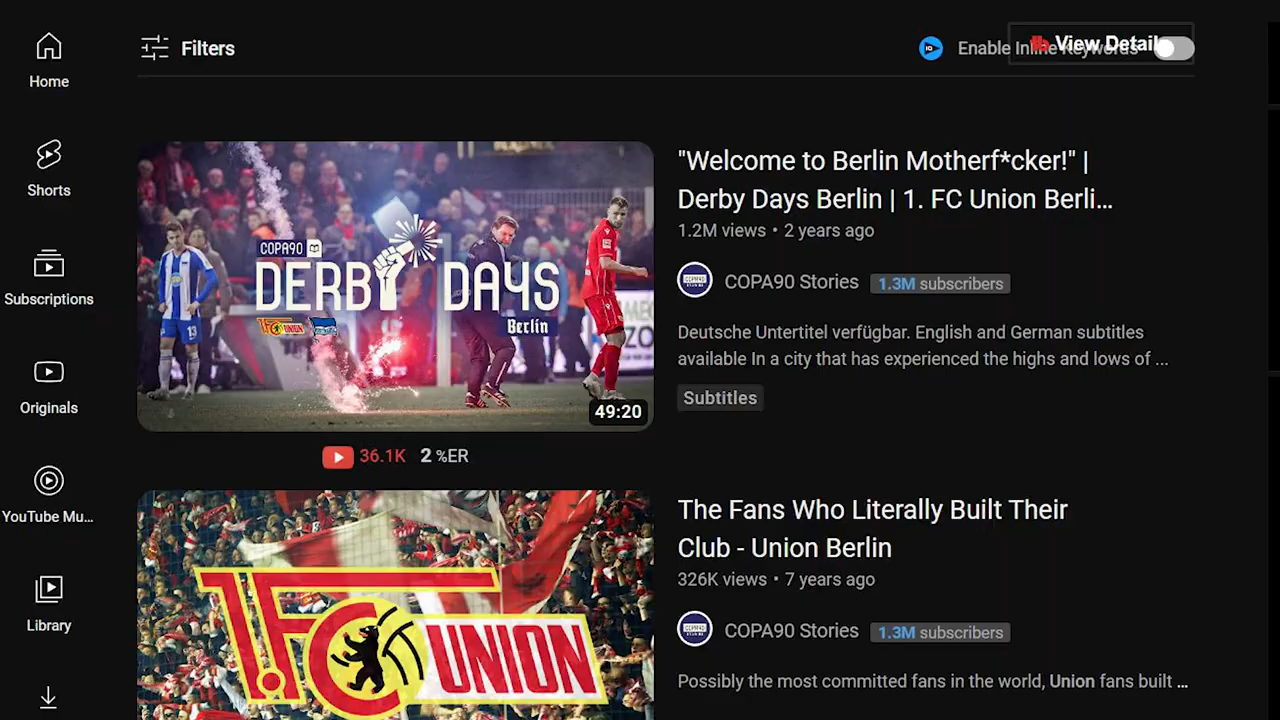 Home
Shorts
Subscriptions
Originals
YouTube Mu...
Library
Filters
Enable Inline Keywords
View Detail
COPA90
DERBY DAYS
Berlin
UNION
13
49:20
36.1K 2 %ER
"Welcome to Berlin Motherf*cker!" |
Derby Days Berlin | 1. FC Union Berli...
1.2M views • 2 years ago
COPA90 Stories 1.3M subscribers
Deutsche Untertitel verfügbar. English and German subtitles
available In a city that has experienced the highs and lows of ...
Subtitles
1.FC UNION
The Fans Who Literally Built Their
Club - Union Berlin
326K views • 7 years ago
COPA90 Stories 1.3M subscribers
Possibly the most committed fans in the world, Union fans built ...